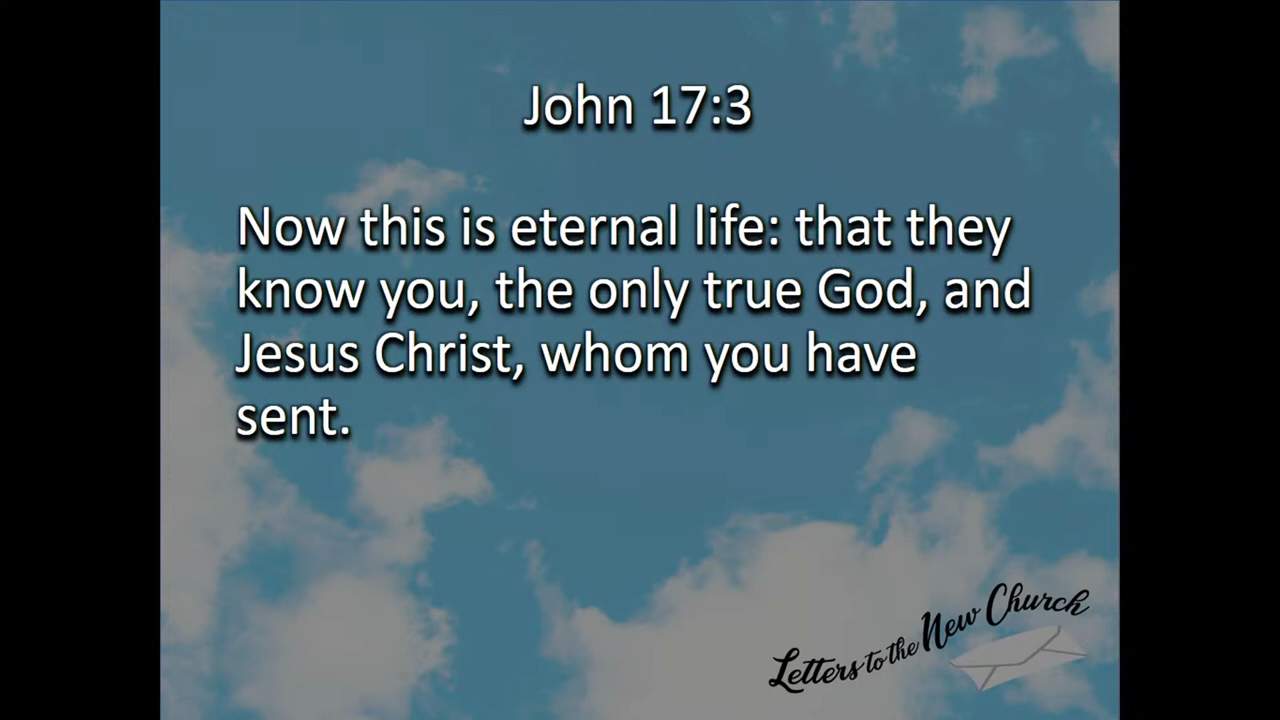 John 17:3
Now this is eternal life: that they
know you, the only true God, and
Jesus Christ, whom you have
sent.
Letters to the New Church